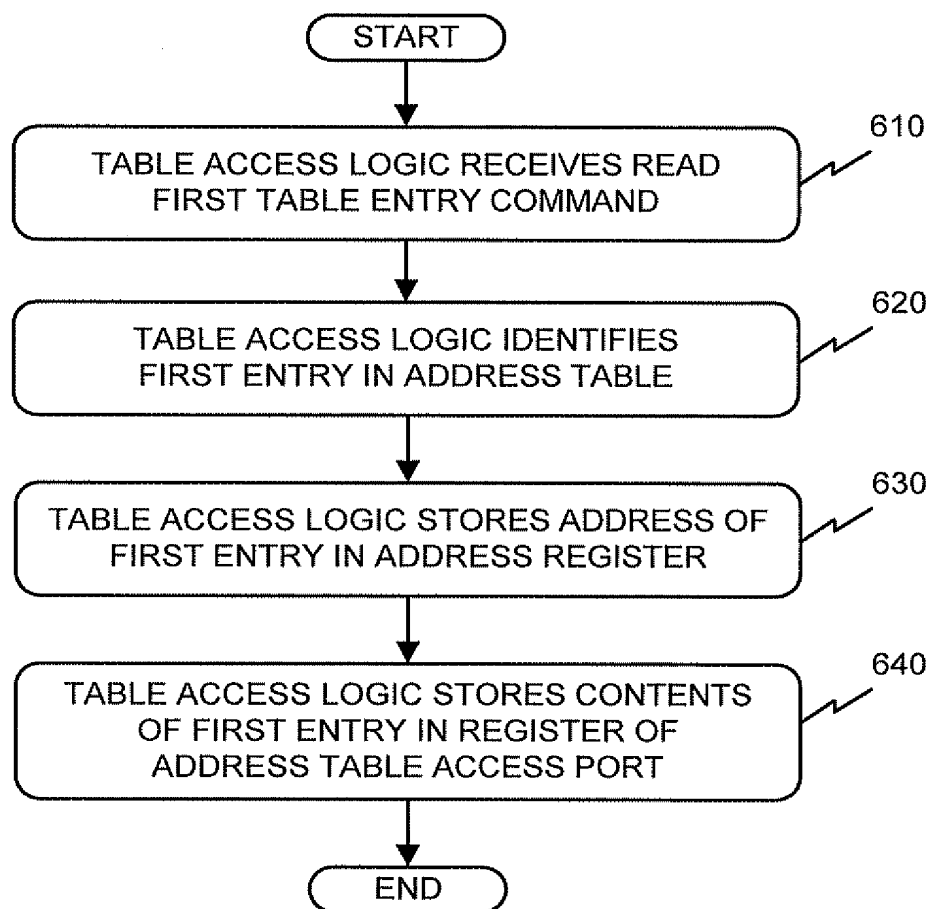 START
610
TABLE ACCESS LOGIC RECEIVES READ
FIRST TABLE ENTRY COMMAND
620
TABLE ACCESS LOGIC IDENTIFIES
FIRST ENTRY IN ADDRESS TABLE
630
TABLE ACCESS LOGIC STORES ADDRESS OF
FIRST ENTRY IN ADDRESS REGISTER
640
TABLE ACCESS LOGIC STORES CONTENTS
OF FIRST ENTRY IN REGISTER OF
ADDRESS TABLE ACCESS PORT
END